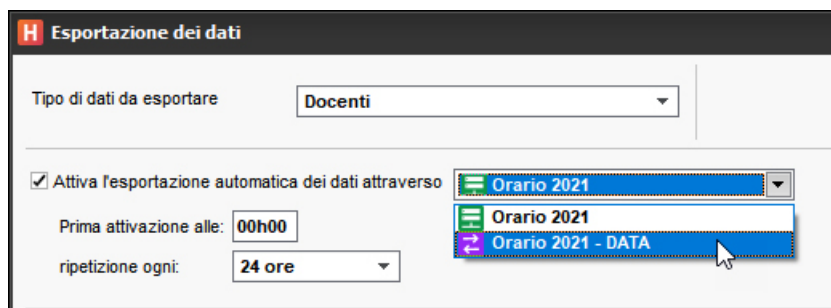 H Esportazione dei dati
Tipo di dati da esportare Docenti
Attiva l'esportazione automatica dei dati attraverso Orario 2021
Prima attivazione alle: 00h00 Orario 2021
Orario 2021 - DATA
ripetizione ogni: 24 ore